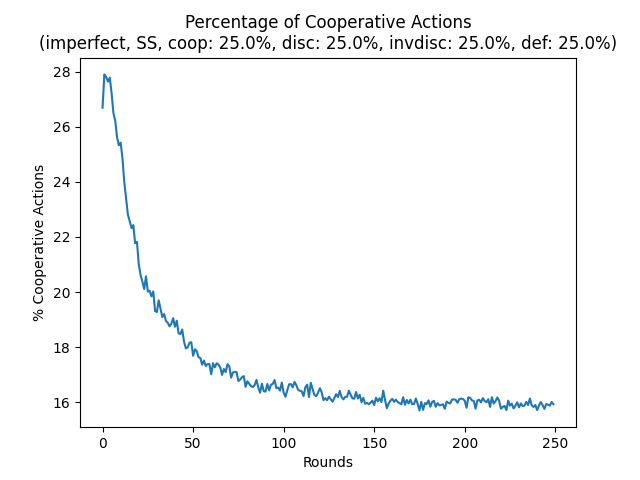 Percentage of Cooperative Actions
(imperfect, SS, coop: 25.0%, disc: 25.0%, invdisc: 25.0%, def: 25.0%)
28
26
24
22
20
18
16
% Cooperative Actions
0 50 100 150 200 250
Rounds